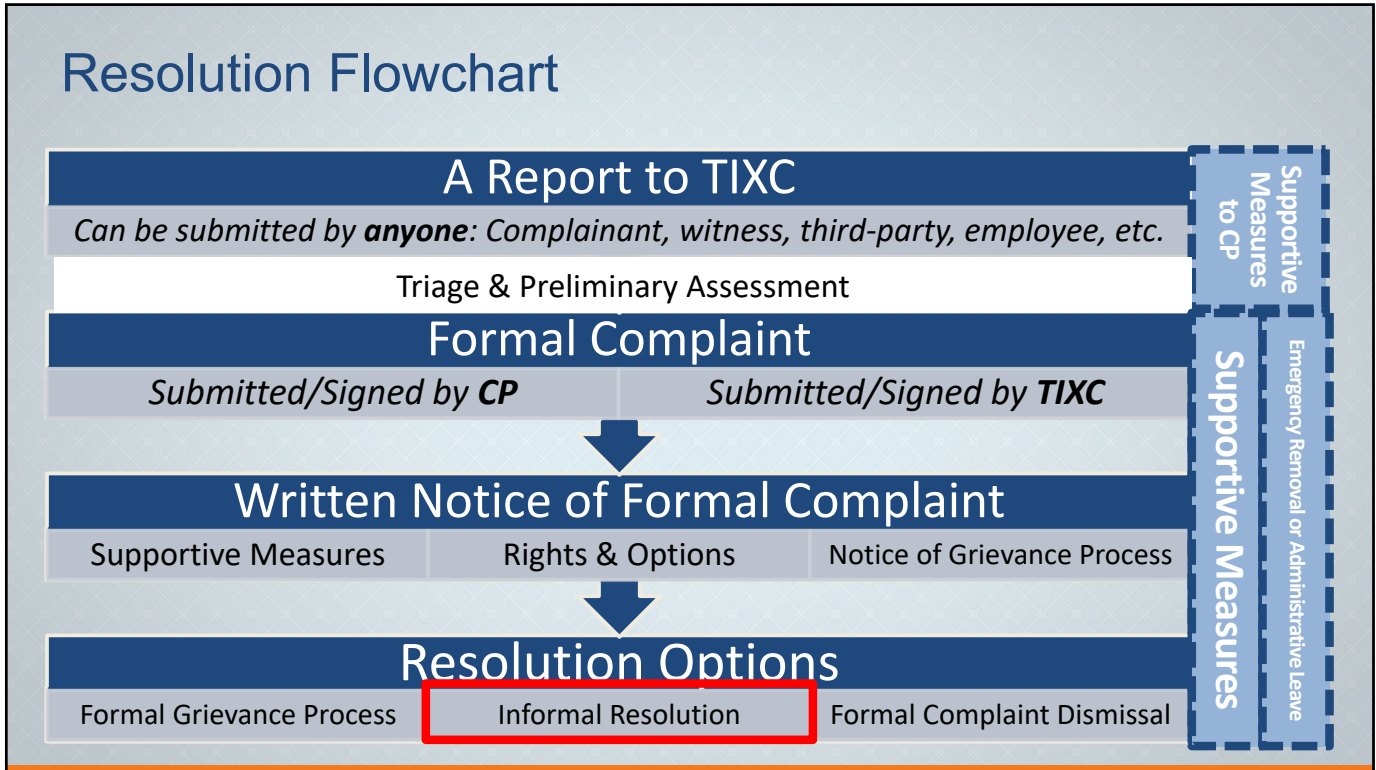 Resolution Flowchart
A Report to TIXC
Can be submitted by anyone: Complainant, witness, third-party, employee, etc.
Triage & Preliminary Assessment
Formal Complaint
Submitted/Signed by CP
Submitted/Signed by TIXC
Written Notice of Formal Complaint
Supportive Measures
Rights & Options
Notice of Grievance Process
Resolution Options
Formal Grievance Process
Informal Resolution
Formal Complaint Dismissal
Supportive
Measures
to CP
Supportive Measures
Emergency Removal or Administrative Leave